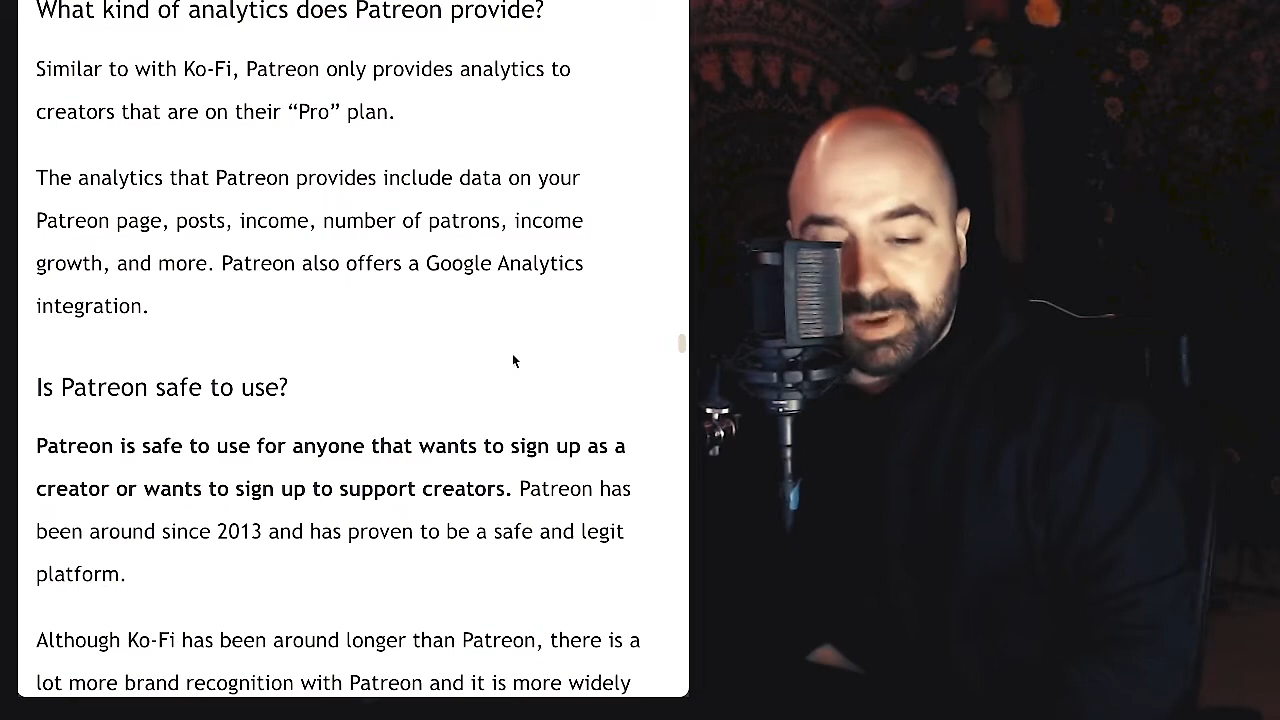 What kind of analytics does Patreon provide?
Similar to with Ko-Fi, Patreon only provides analytics to
creators that are on their “Pro” plan.
The analytics that Patreon provides include data on your
Patreon page, posts, income, number of patrons, income
growth, and more. Patreon also offers a Google Analytics
integration.
Is Patreon safe to use?
Patreon is safe to use for anyone that wants to sign up as a
creator or wants to sign up to support creators. Patreon has
been around since 2013 and has proven to be a safe and legit
platform.
Although Ko-Fi has been around longer than Patreon, there is a
lot more brand recognition with Patreon and it is more widely